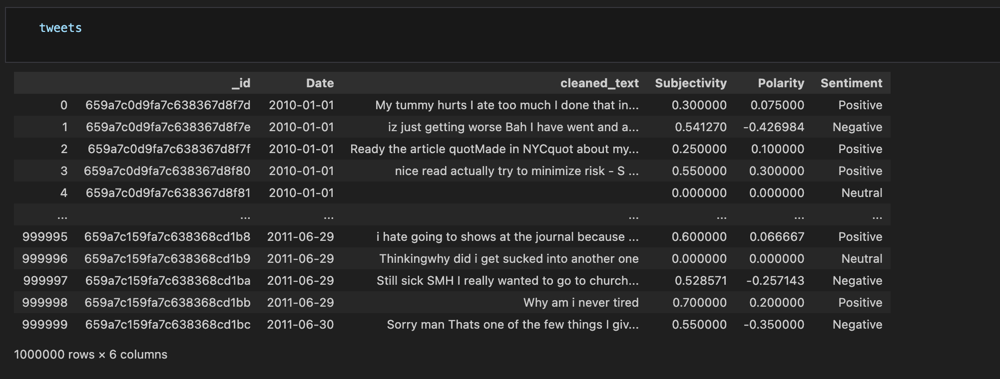 tweets
_id Date cleaned_text Subjectivity Polarity Sentiment
0 659a7c0d9fa7c638367d8f7d 2010-01-01 My tummy hurts I ate too much I done that in... 0.300000 0.075000 Positive
1 659a7c0d9fa7c638367d8f7e 2010-01-01 iz just getting worse Bah I have went and a... 0.541270 -0.426984 Negative
2 659a7c0d9fa7c638367d8f7f 2010-01-01 Ready the article quotMade in NYCquot about my... 0.250000 0.100000 Positive
3 659a7c0d9fa7c638367d8f80 2010-01-01 nice read actually try to minimize risk - S ... 0.550000 0.300000 Positive
4 659a7c0d9fa7c638367d8f81 2010-01-01 0.000000 0.000000 Neutral
... ... ... ... ... ... ...
999995 659a7c159fa7c638368cd1b8 2011-06-29 i hate going to shows at the journal because ... 0.600000 0.066667 Positive
999996 659a7c159fa7c638368cd1b9 2011-06-29 Thinkingwhy did i get sucked into another one 0.000000 0.000000 Neutral
999997 659a7c159fa7c638368cd1ba 2011-06-29 Still sick SMH I really wanted to go to church... 0.528571 -0.257143 Negative
999998 659a7c159fa7c638368cd1bb 2011-06-29 Why am i never tired 0.700000 0.200000 Positive
999999 659a7c159fa7c638368cd1bc 2011-06-30 Sorry man Thats one of the few things I giv... 0.550000 -0.350000 Negative
1000000 rows × 6 columns